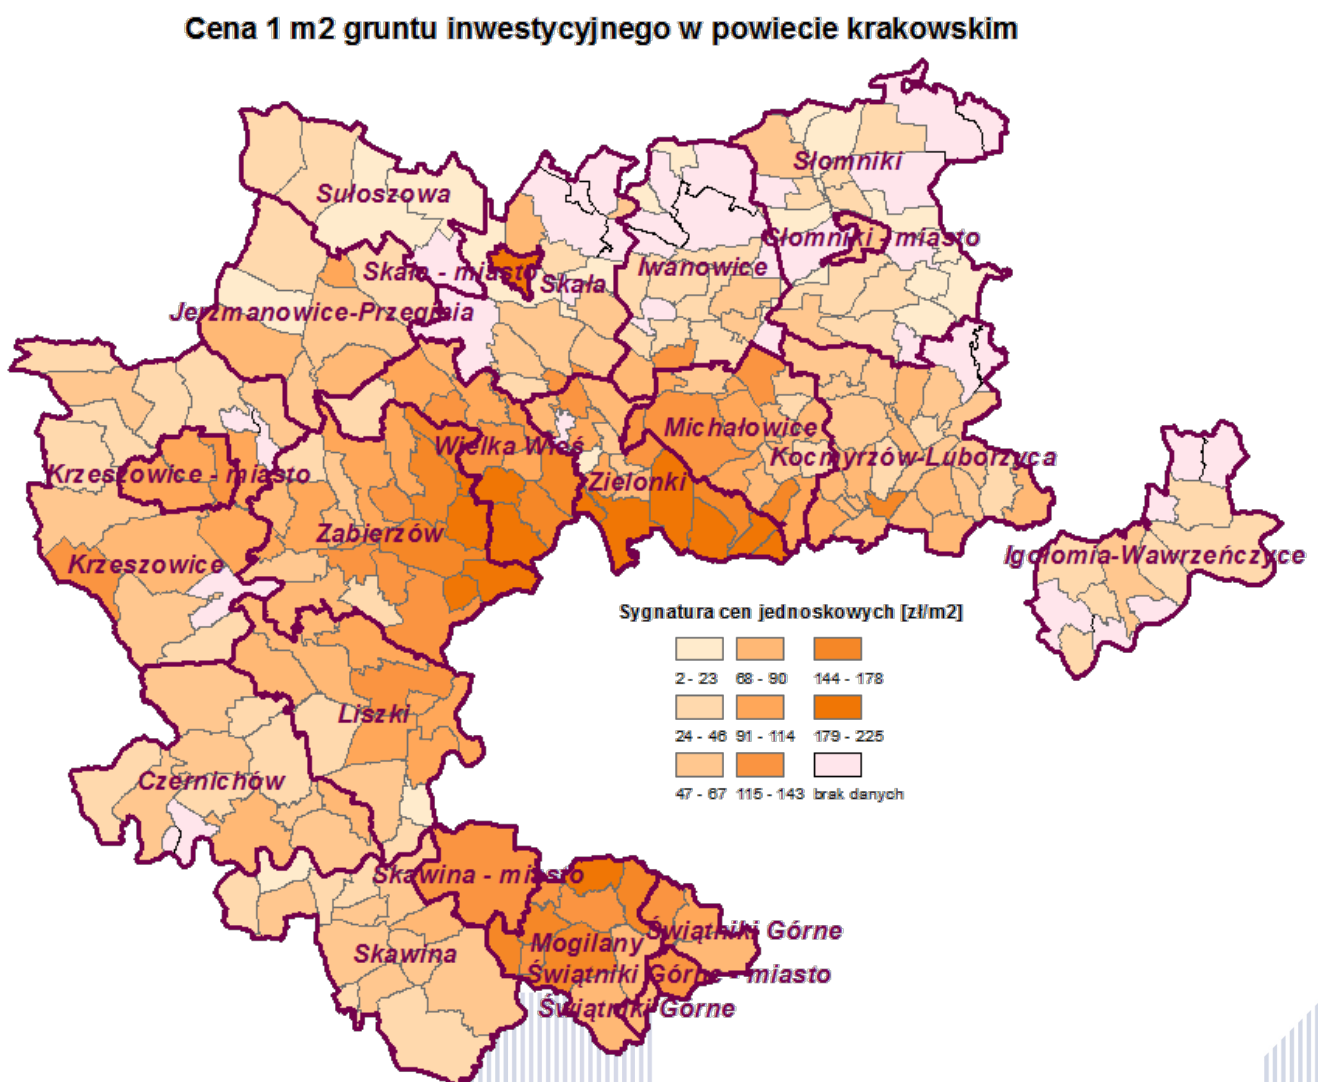 Cena 1 m2 gruntu inwestycyjnego w powiecie krakowskim
Słomniki
Sułoszowa
Słomniki - miasto
Skała - miasto
Iwanowice
Skała
Jerzmanowice-Przeginia
Michałowice
Wielka Wieś
Kocmyrzów-Luborzyca
Krzeszowice - miasto
Zielonki
Zabierzów
Igołomia-Wawrzeńczyce
Krzeszowice
Sygnatura cen jednoskowych [zł/m2]
2 - 23 68 - 90 144 - 178
24 - 46 91 - 114 179 - 225
47 - 67 115 - 143 brak danych
Liszki
Czernichów
Skawina - miasto
Świątniki Górne
Mogilany
Skawina
Świątniki Górne - miasto
Świątniki Górne